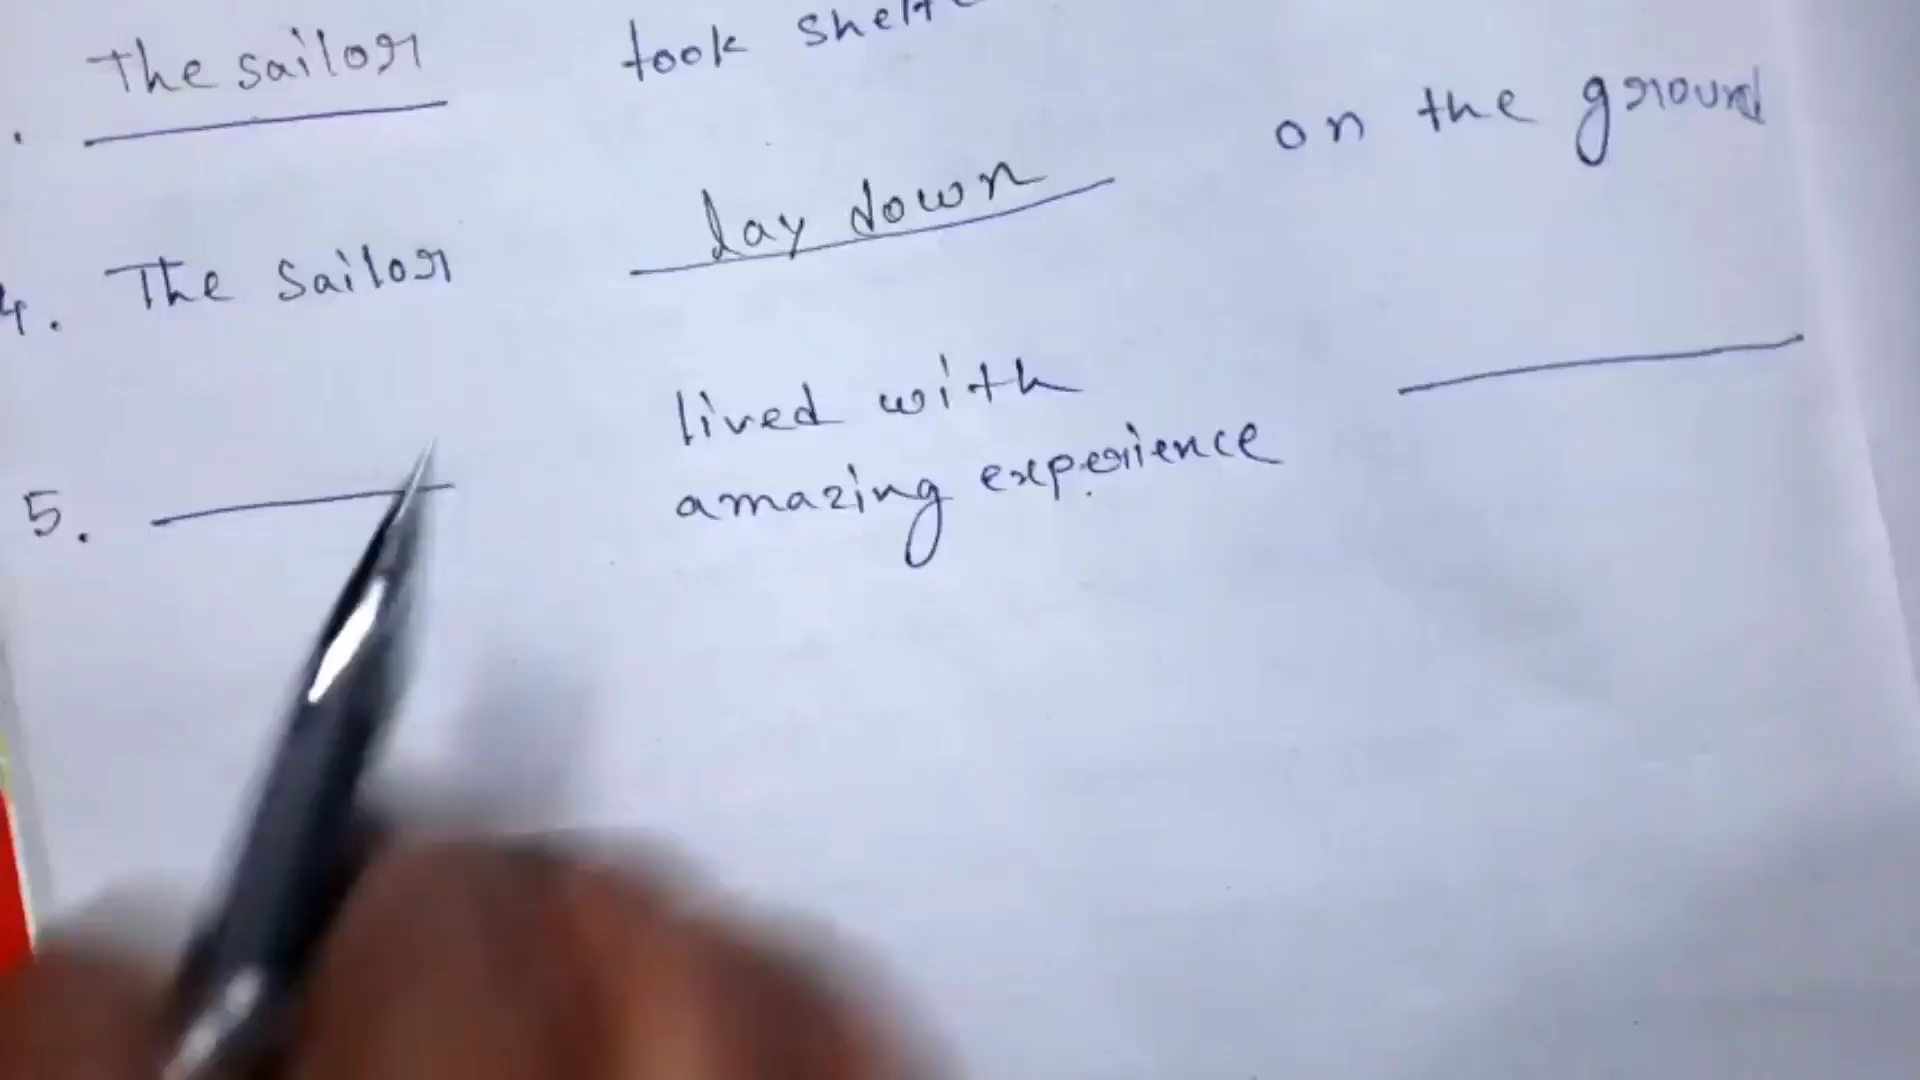 The sailor took
4. The sailor lay down on the ground
5. lived with
amazing experience